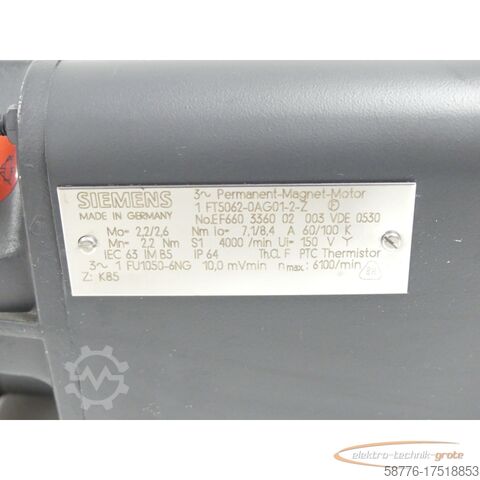 SIEMENS
MADE IN GERMANY
3~ Permanent-Magnet-Motor
1 FT5062-0AG01-2-Z
No.EF660 3360 02 003 VDE 0530
Mo= 2,2/2,6 Nm Io= 7,1/8,4 A 60/100 K
Mn= 2,2 Nm S1 4000 /min Ui= 150 V Y
IEC 63 IM B5 IP 64 Th.Cl. F PTC Thermistor
3~ 1 FU1050-6NG 10,0 mV·min nmax: 6100/min
Z: K85
Machineseeker
elektro-technik-grote
58776-17518853